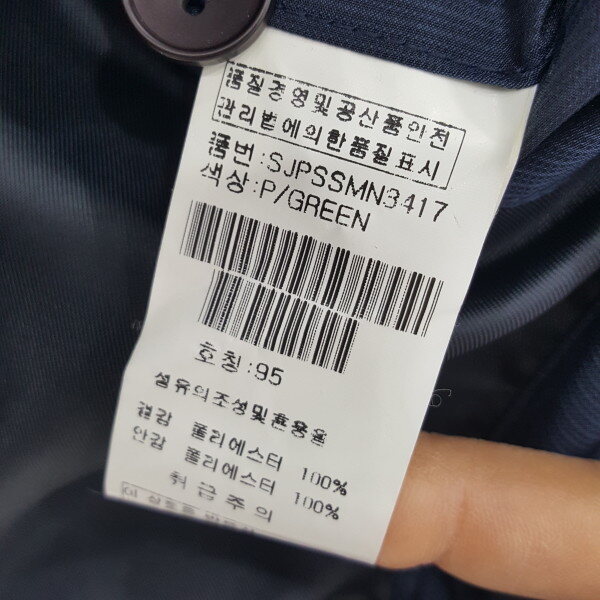 품질경영및공산품안전
관리법에의한품질표시
품번:SJPSSMN3417
색상:P/GREEN
호칭:95
섬유의조성및혼용율
겉감 폴리에스터 100%
안감 폴리에스터 100%
취급주의